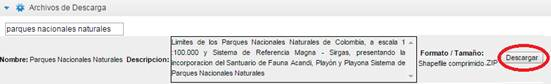 Archivos de Descarga
parques nacionales naturales
Nombre: Parques Nacionales Naturales Descripcion:
Limites de los Parques Nacionales Naturales de Colombia, a escala 1
:100.000 y Sistema de Referencia Magna - Sirgas, presentando la
incorporacion del Santuario de Fauna Acandi, Playón y Playona Sistema de
Parques Nacionales Naturales
Formato / Tamaño:
Shapefile comprimido .ZIP
Descargar